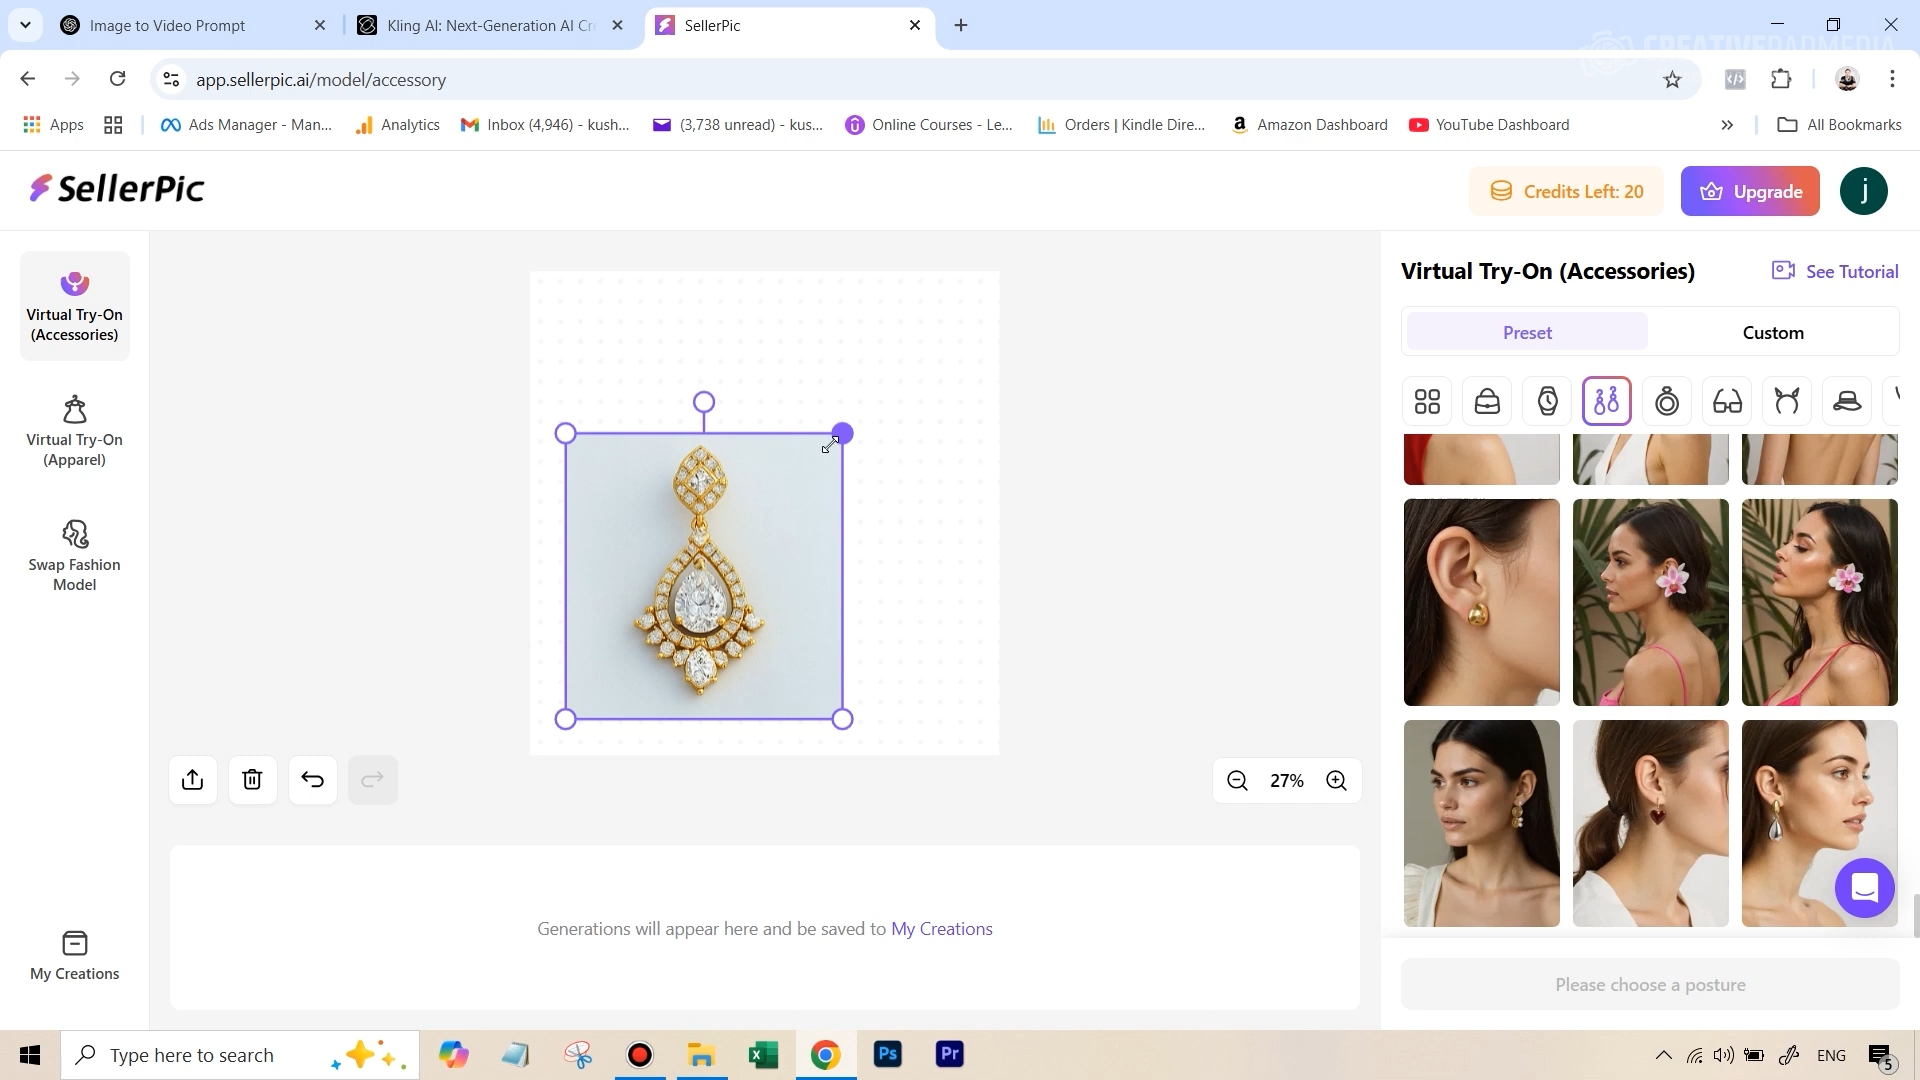 Image to Video Prompt
Kling AI: Next-Generation AI Cr
SellerPic
CREATIVEPADMEDIA
app.sellerpic.ai/model/accessory
Apps
Ads Manager - Man...
Analytics
Inbox (4,946) - kush...
(3,738 unread) - kus...
Online Courses - Le...
Orders | Kindle Dire...
Amazon Dashboard
YouTube Dashboard
All Bookmarks
SellerPic
Credits Left: 20
Upgrade
j
Virtual Try-On
(Accessories)
Virtual Try-On
(Apparel)
Swap Fashion
Model
My Creations
27%
Generations will appear here and be saved to My Creations
Virtual Try-On (Accessories)
See Tutorial
Preset
Custom
Please choose a posture
Type here to search
Ps
Pr
ENG
5